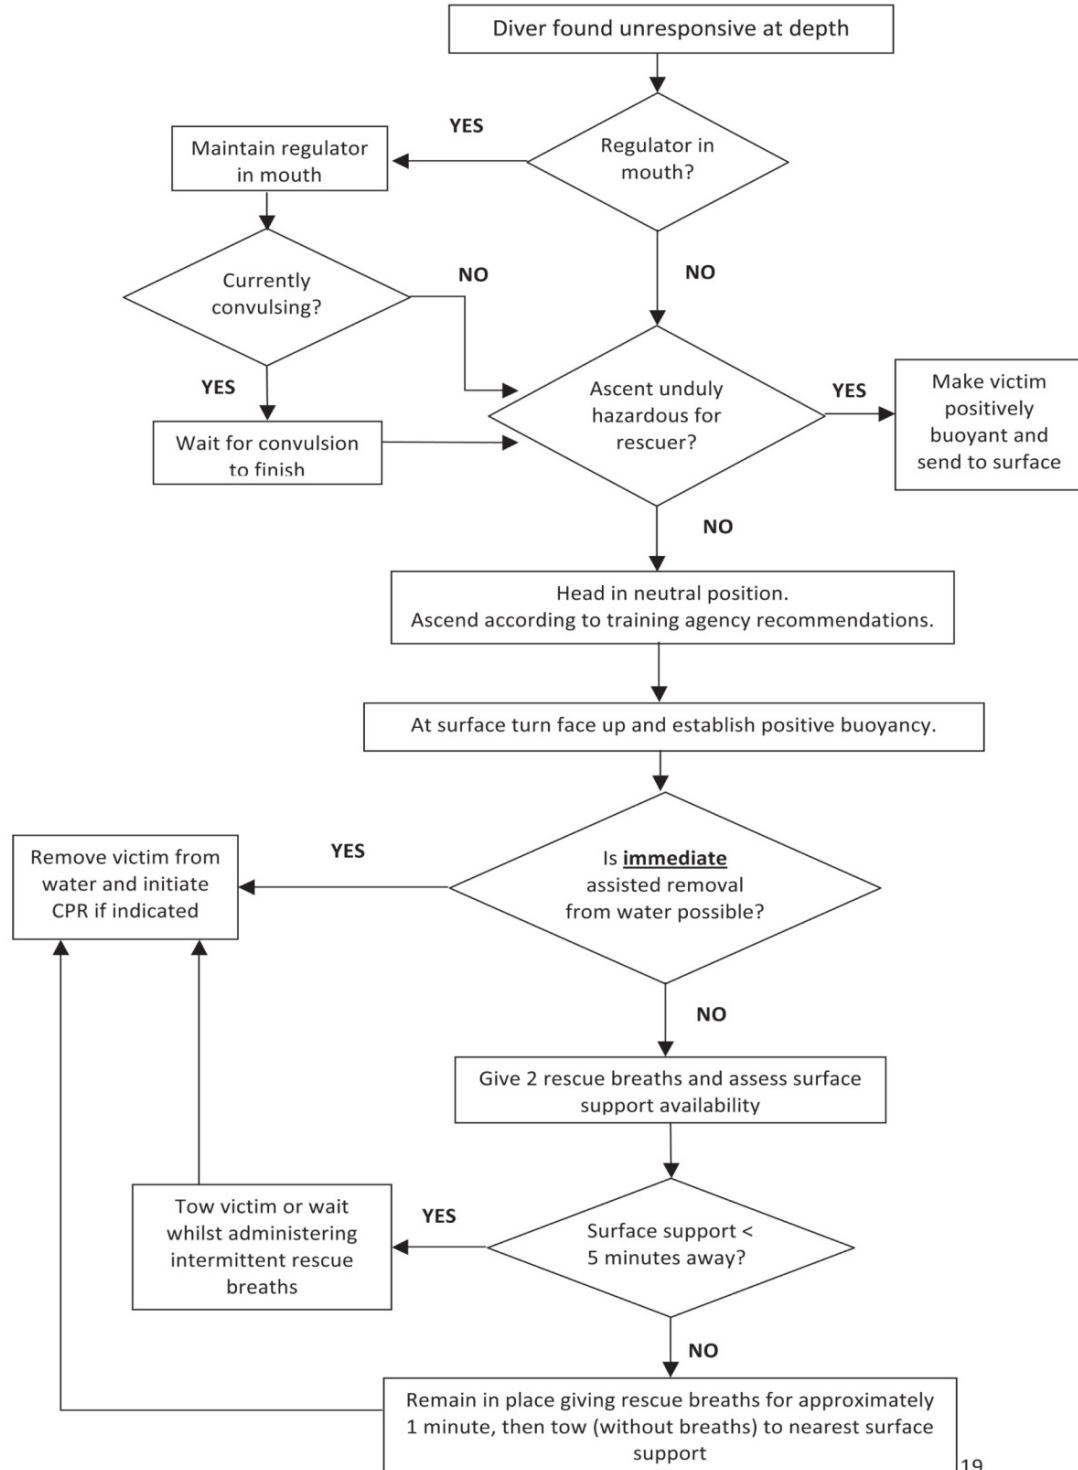 Diver found unresponsive at depth
YES
Regulator in
mouth?
Maintain regulator
in mouth
NO
Currently
convulsing?
NO
YES
Wait for convulsion
to finish
Ascent unduly
hazardous for
rescuer?
YES
Make victim
positively
buoyant and
send to surface
NO
Head in neutral position.
Ascend according to training agency recommendations.
At surface turn face up and establish positive buoyancy.
Is immediate
assisted removal
from water possible?
YES
Remove victim from
water and initiate
CPR if indicated
NO
Give 2 rescue breaths and assess surface
support availability
Surface support <
5 minutes away?
YES
Tow victim or wait
whilst administering
intermittent rescue
breaths
NO
Remain in place giving rescue breaths for approximately
1 minute, then tow (without breaths) to nearest surface
support
19